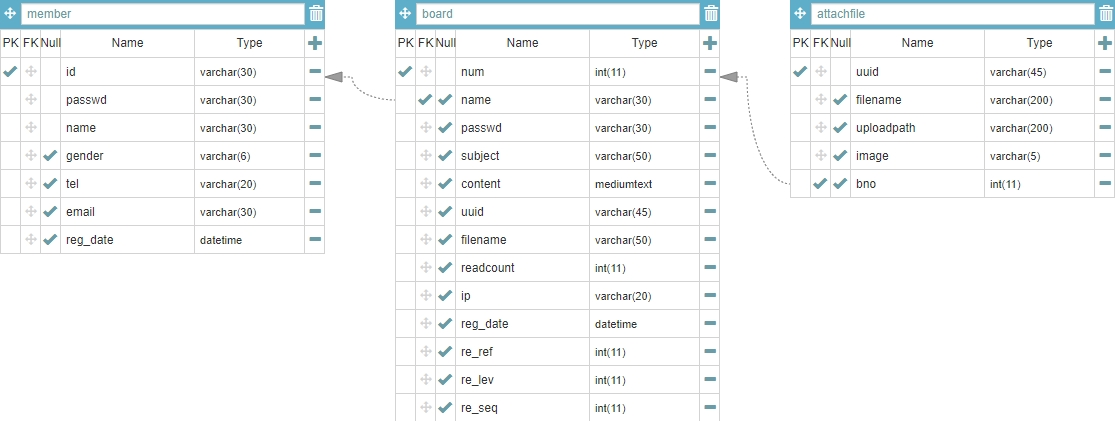 member
PK FK Null Name Type
id varchar(30)
passwd varchar(30)
name varchar(30)
gender varchar(6)
tel varchar(20)
email varchar(30)
reg_date datetime
board
PK FK Null Name Type
num int(11)
name varchar(30)
passwd varchar(30)
subject varchar(50)
content mediumtext
uuid varchar(45)
filename varchar(50)
readcount int(11)
ip varchar(20)
reg_date datetime
re_ref int(11)
re_lev int(11)
re_seq int(11)
attachfile
PK FK Null Name Type
uuid varchar(45)
filename varchar(200)
uploadpath varchar(200)
image varchar(5)
bno int(11)